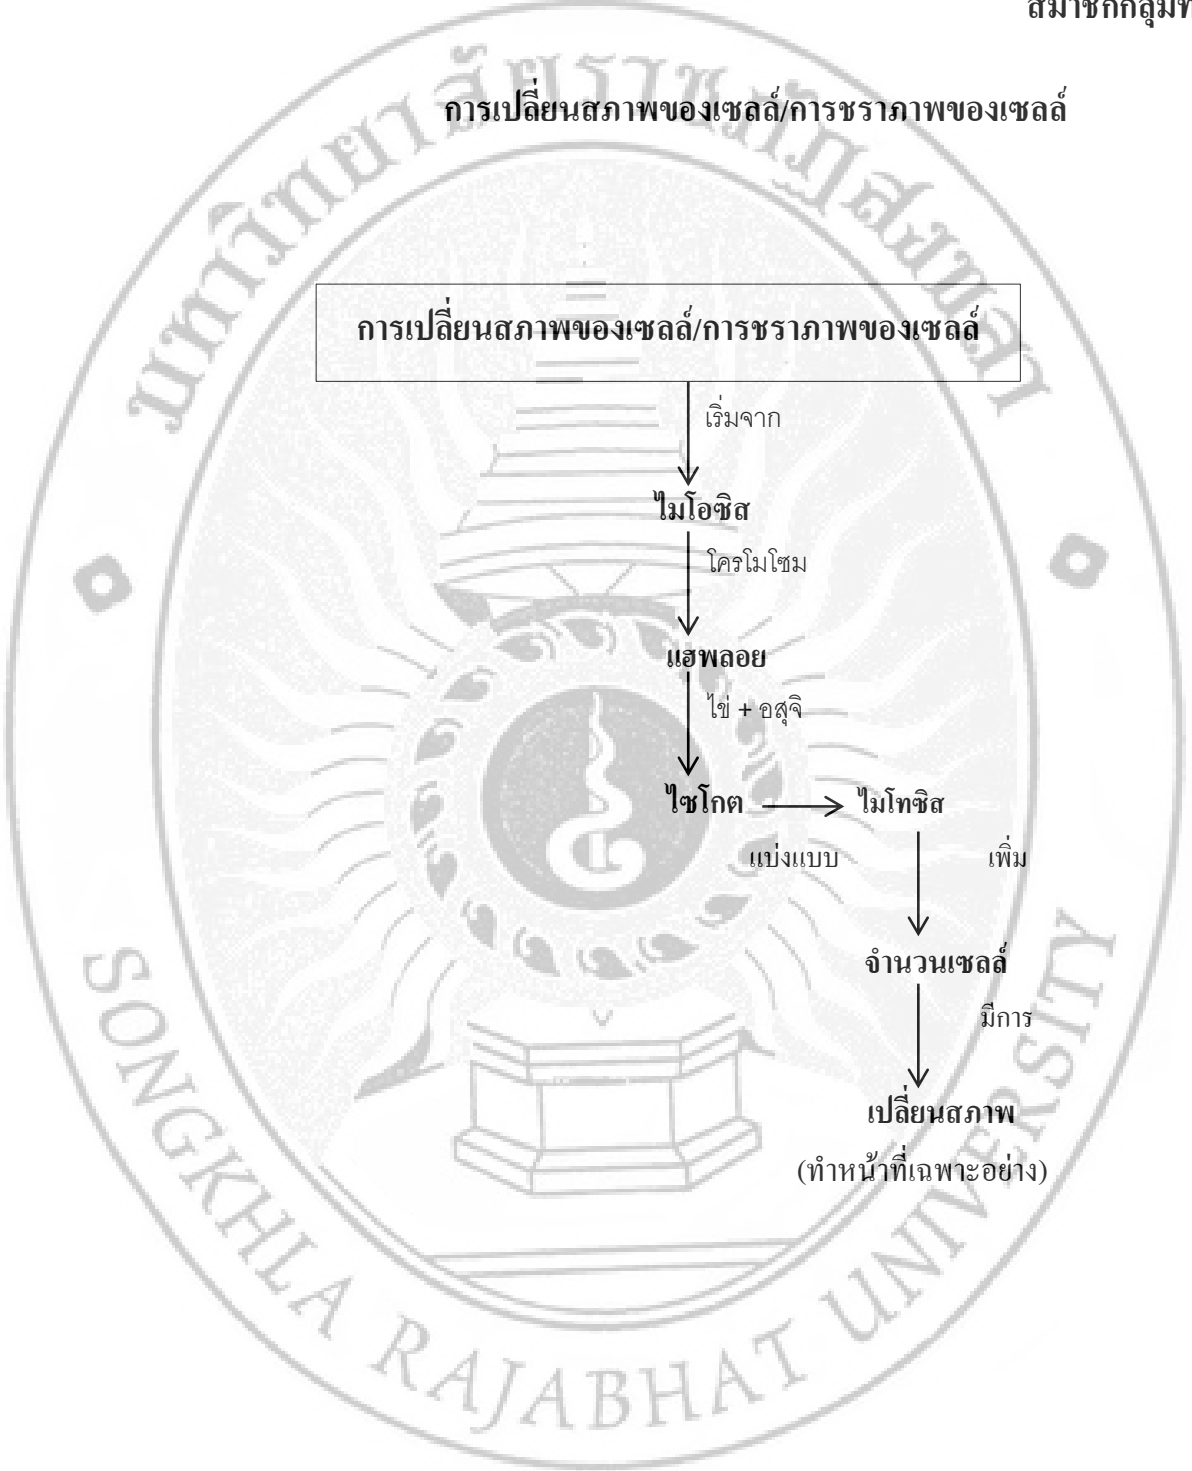 สมาชิกกลุ่มที่
การเปลี่ยนสภาพของเซลล์/การชราภาพของเซลล์
มหาวิทยาลัยราชภัฏสงขลา
การเปลี่ยนสภาพของเซลล์/การชราภาพของเซลล์
เริ่มจาก
ไมโอซิส
โครโมโซม
แฮพลอย
ไข่ + อสุจิ
ไซโกต ไมโทซิส
แบ่งแบบ เพิ่ม
จำนวนเซลล์
มีการ
เปลี่ยนสภาพ
(ทำหน้าที่เฉพาะอย่าง)
SONGKHLA RAJABHAT UNIVERSITY